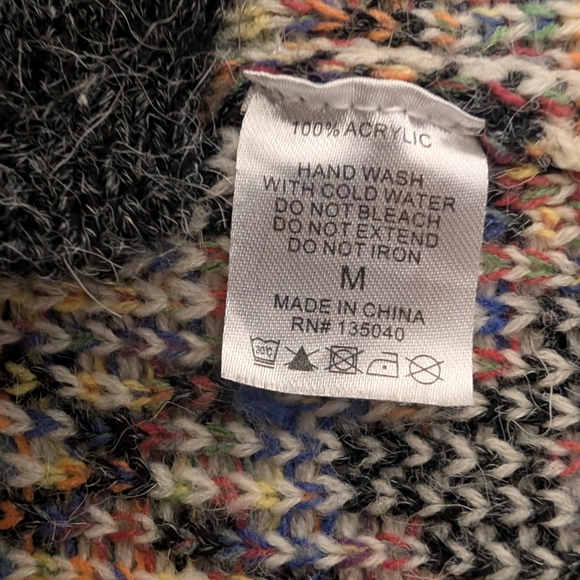 100% ACRYLIC
HAND WASH
WITH COLD WATER
DO NOT BLEACH
DO NOT EXTEND
DO NOT IRON
M
MADE IN CHINA
RN# 135040
30°C